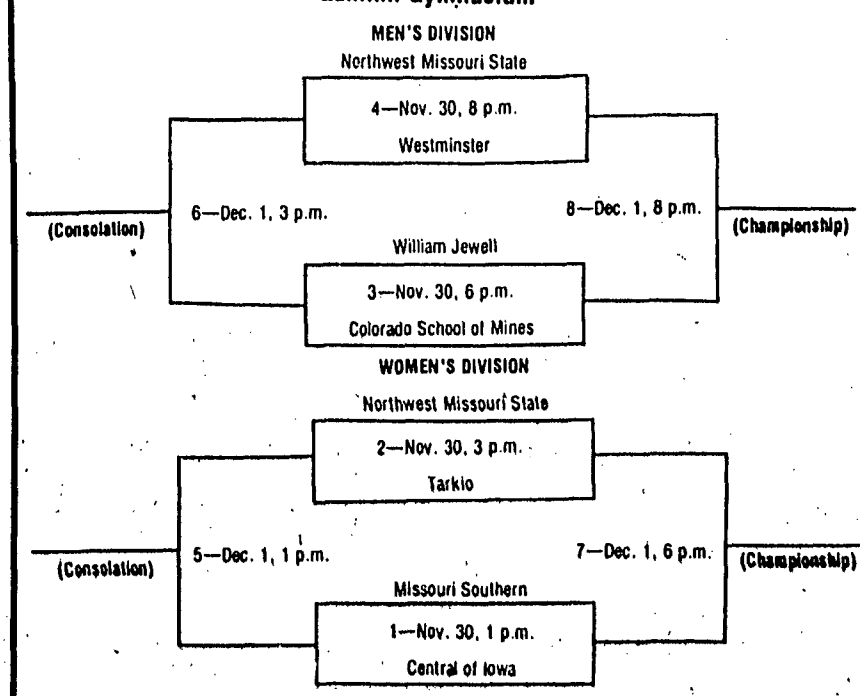 Gymnasium
MEN'S DIVISION
Northwest Missouri State
4—Nov. 30, 8 p.m.
Westminster
6—Dec. 1, 3 p.m.
8—Dec. 1, 8 p.m.
(Consolation)
(Championship)
William Jewell
3—Nov. 30, 6 p.m.
Colorado School of Mines
WOMEN'S DIVISION
Northwest Missouri State
2—Nov. 30, 3 p.m.
Tarkio
5—Dec. 1, 1 p.m.
7—Dec. 1, 6 p.m.
(Consolation)
(Championship)
Missouri Southern
1—Nov. 30, 1 p.m.
Central of Iowa